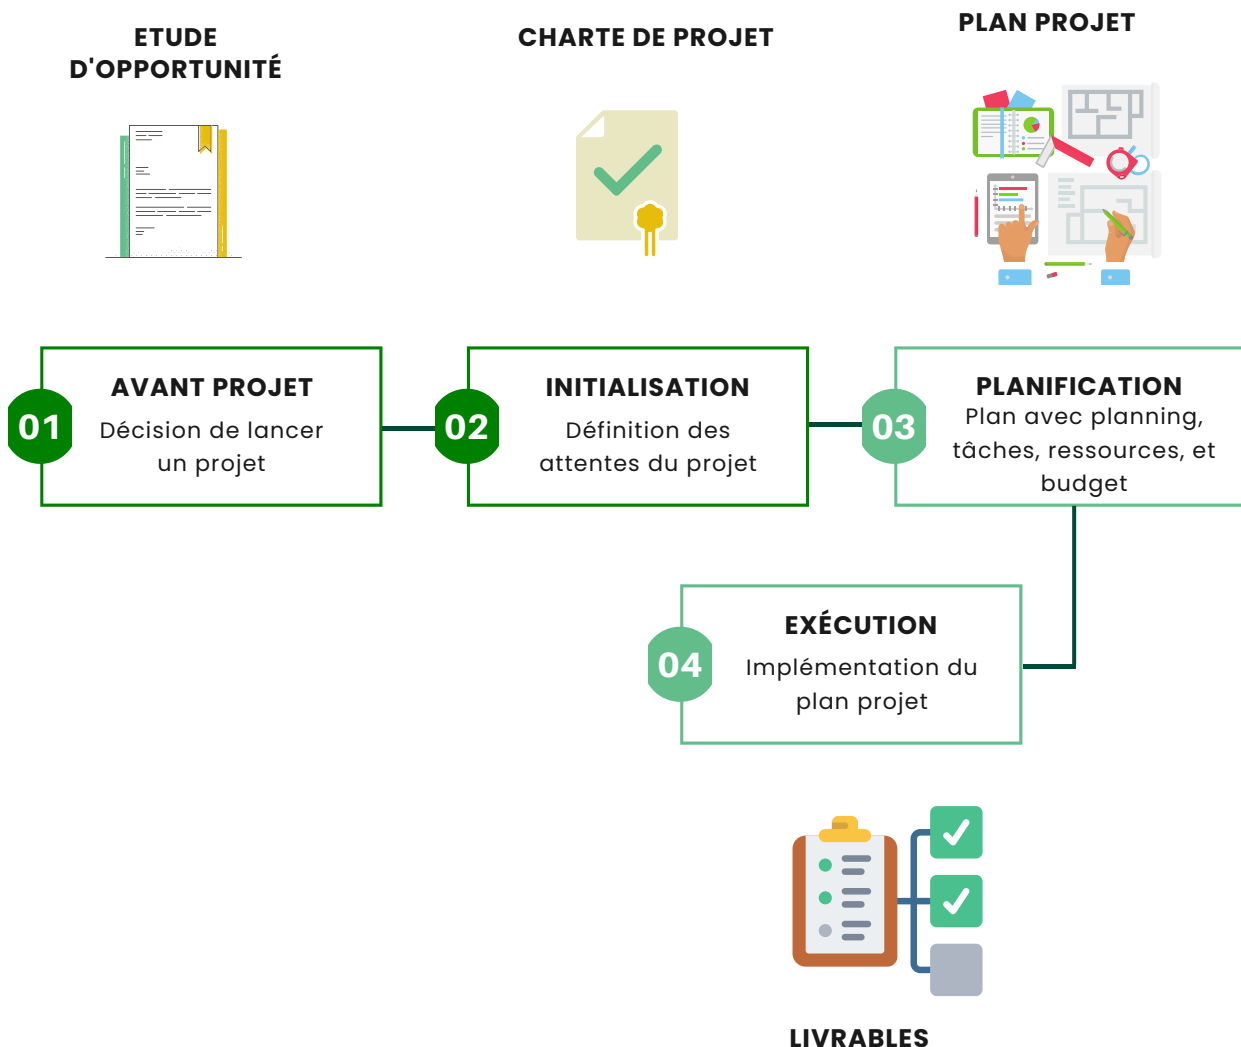 ETUDE
D'OPPORTUNITÉ
CHARTE DE PROJET
PLAN PROJET
01
AVANT PROJET
Décision de lancer
un projet
02
INITIALISATION
Définition des
attentes du projet
03
PLANIFICATION
Plan avec planning,
tâches, ressources, et
budget
04
EXÉCUTION
Implémentation du
plan projet
LIVRABLES